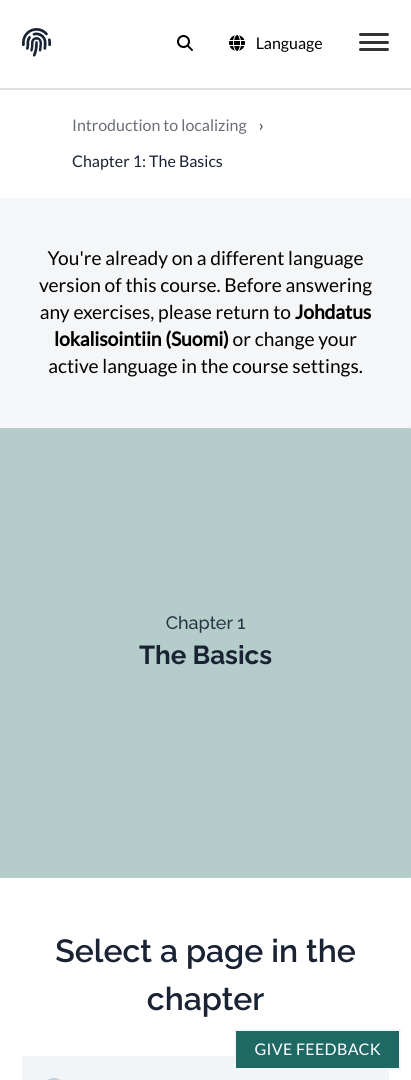 Language
Introduction to localizing ›
Chapter 1: The Basics
You're already on a different language
version of this course. Before answering
any exercises, please return to Johdatus
lokalisointiin (Suomi) or change your
active language in the course settings.
Chapter 1
The Basics
Select a page in the
chapter
GIVE FEEDBACK